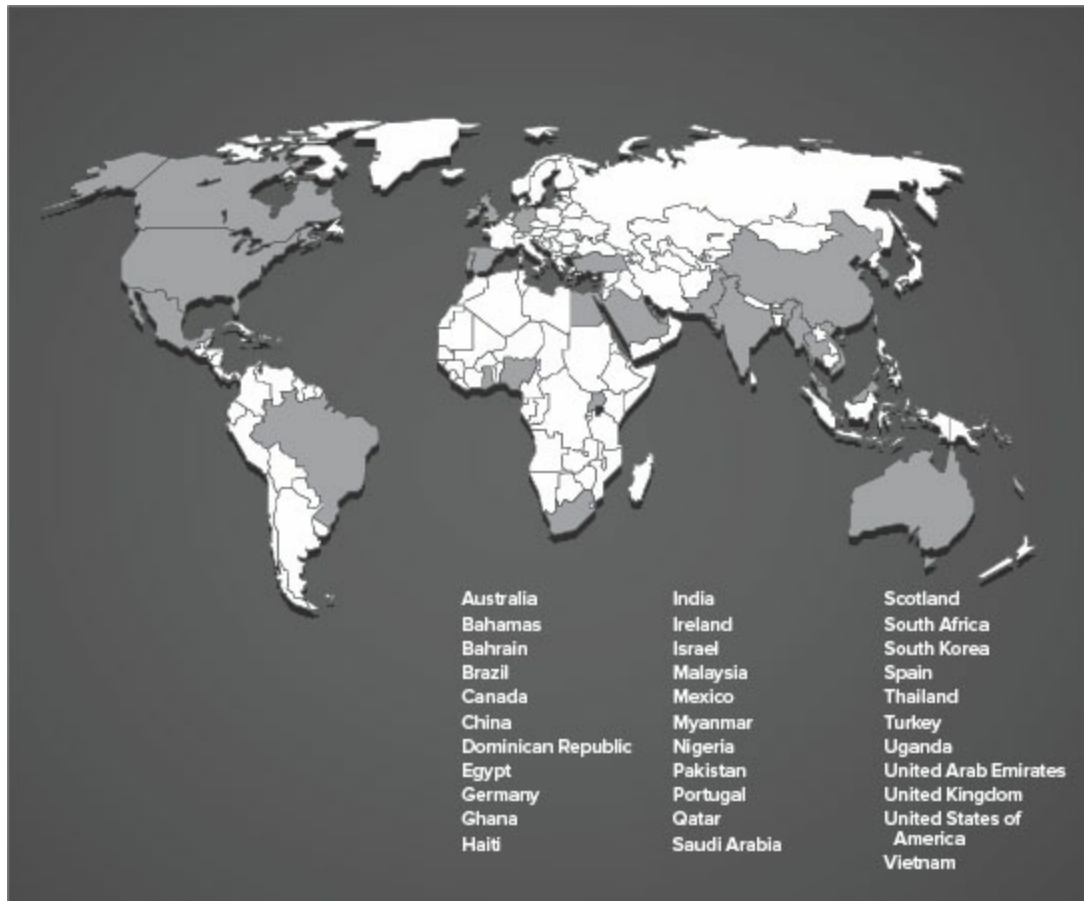 Australia
Bahamas
Bahrain
Brazil
Canada
China
Dominican Republic
Egypt
Germany
Ghana
Haiti
India
Ireland
Israel
Malaysia
Mexico
Myanmar
Nigeria
Pakistan
Portugal
Qatar
Saudi Arabia
Scotland
South Africa
South Korea
Spain
Thailand
Turkey
Uganda
United Arab Emirates
United Kingdom
United States of
America
Vietnam